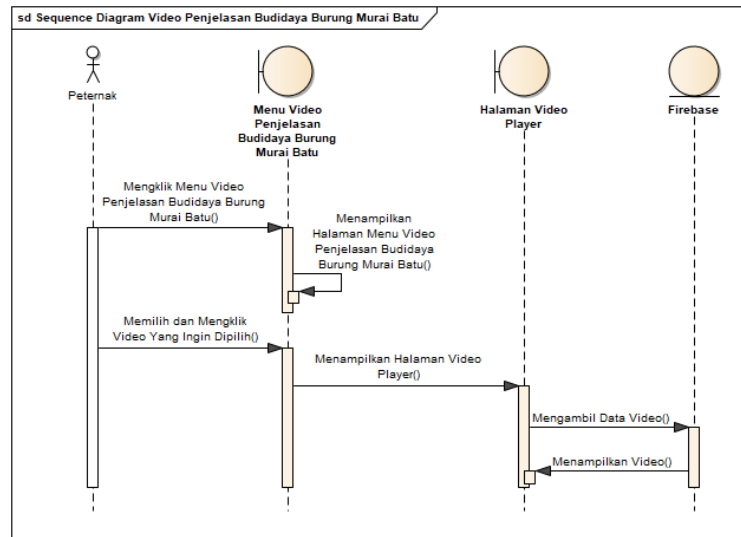 sd Sequence Diagram Video Penjelasan Budidaya Burung Murai Batu
Peternak
Menu Video
Penjelasan
Budidaya Burung
Murai Batu
Halaman Video
Player
Firebase
Mengklik Menu Video
Penjelasan Budidaya Burung
Murai Batu()
Menampilkan
Halaman Menu Video
Penjelasan Budidaya
Burung Murai Batu()
Memilih dan Mengklik
Video Yang Ingin Dipilih()
Menampilkan Halaman Video
Player()
Mengambil Data Video()
Menampilkan Video()